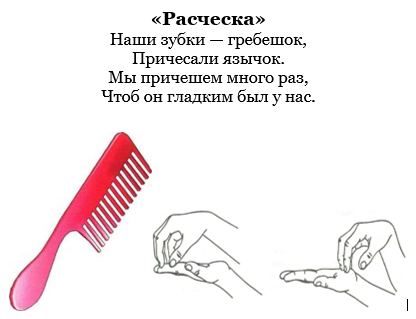 «Расческа»
Наши зубки — гребешок,
Причесали язычок.
Мы причешем много раз,
Чтоб он гладким был у нас.